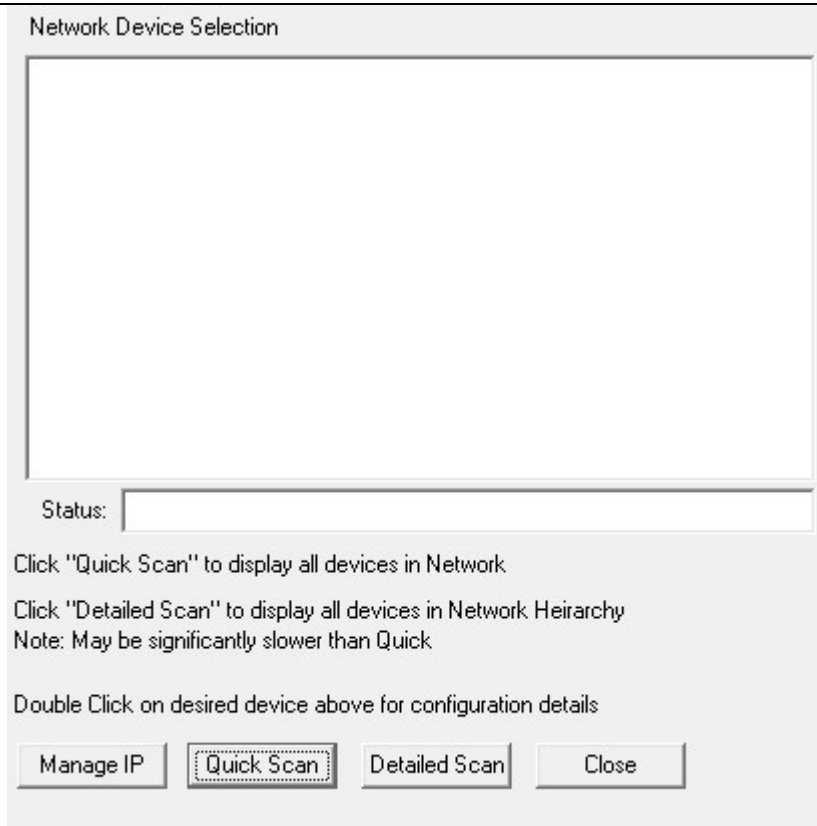 Network Device Selection
Status:
Click "Quick Scan" to display all devices in Network
Click "Detailed Scan" to display all devices in Network Heirarchy
Note: May be significantly slower than Quick
Double Click on desired device above for configuration details
Manage IP Quick Scan Detailed Scan Close